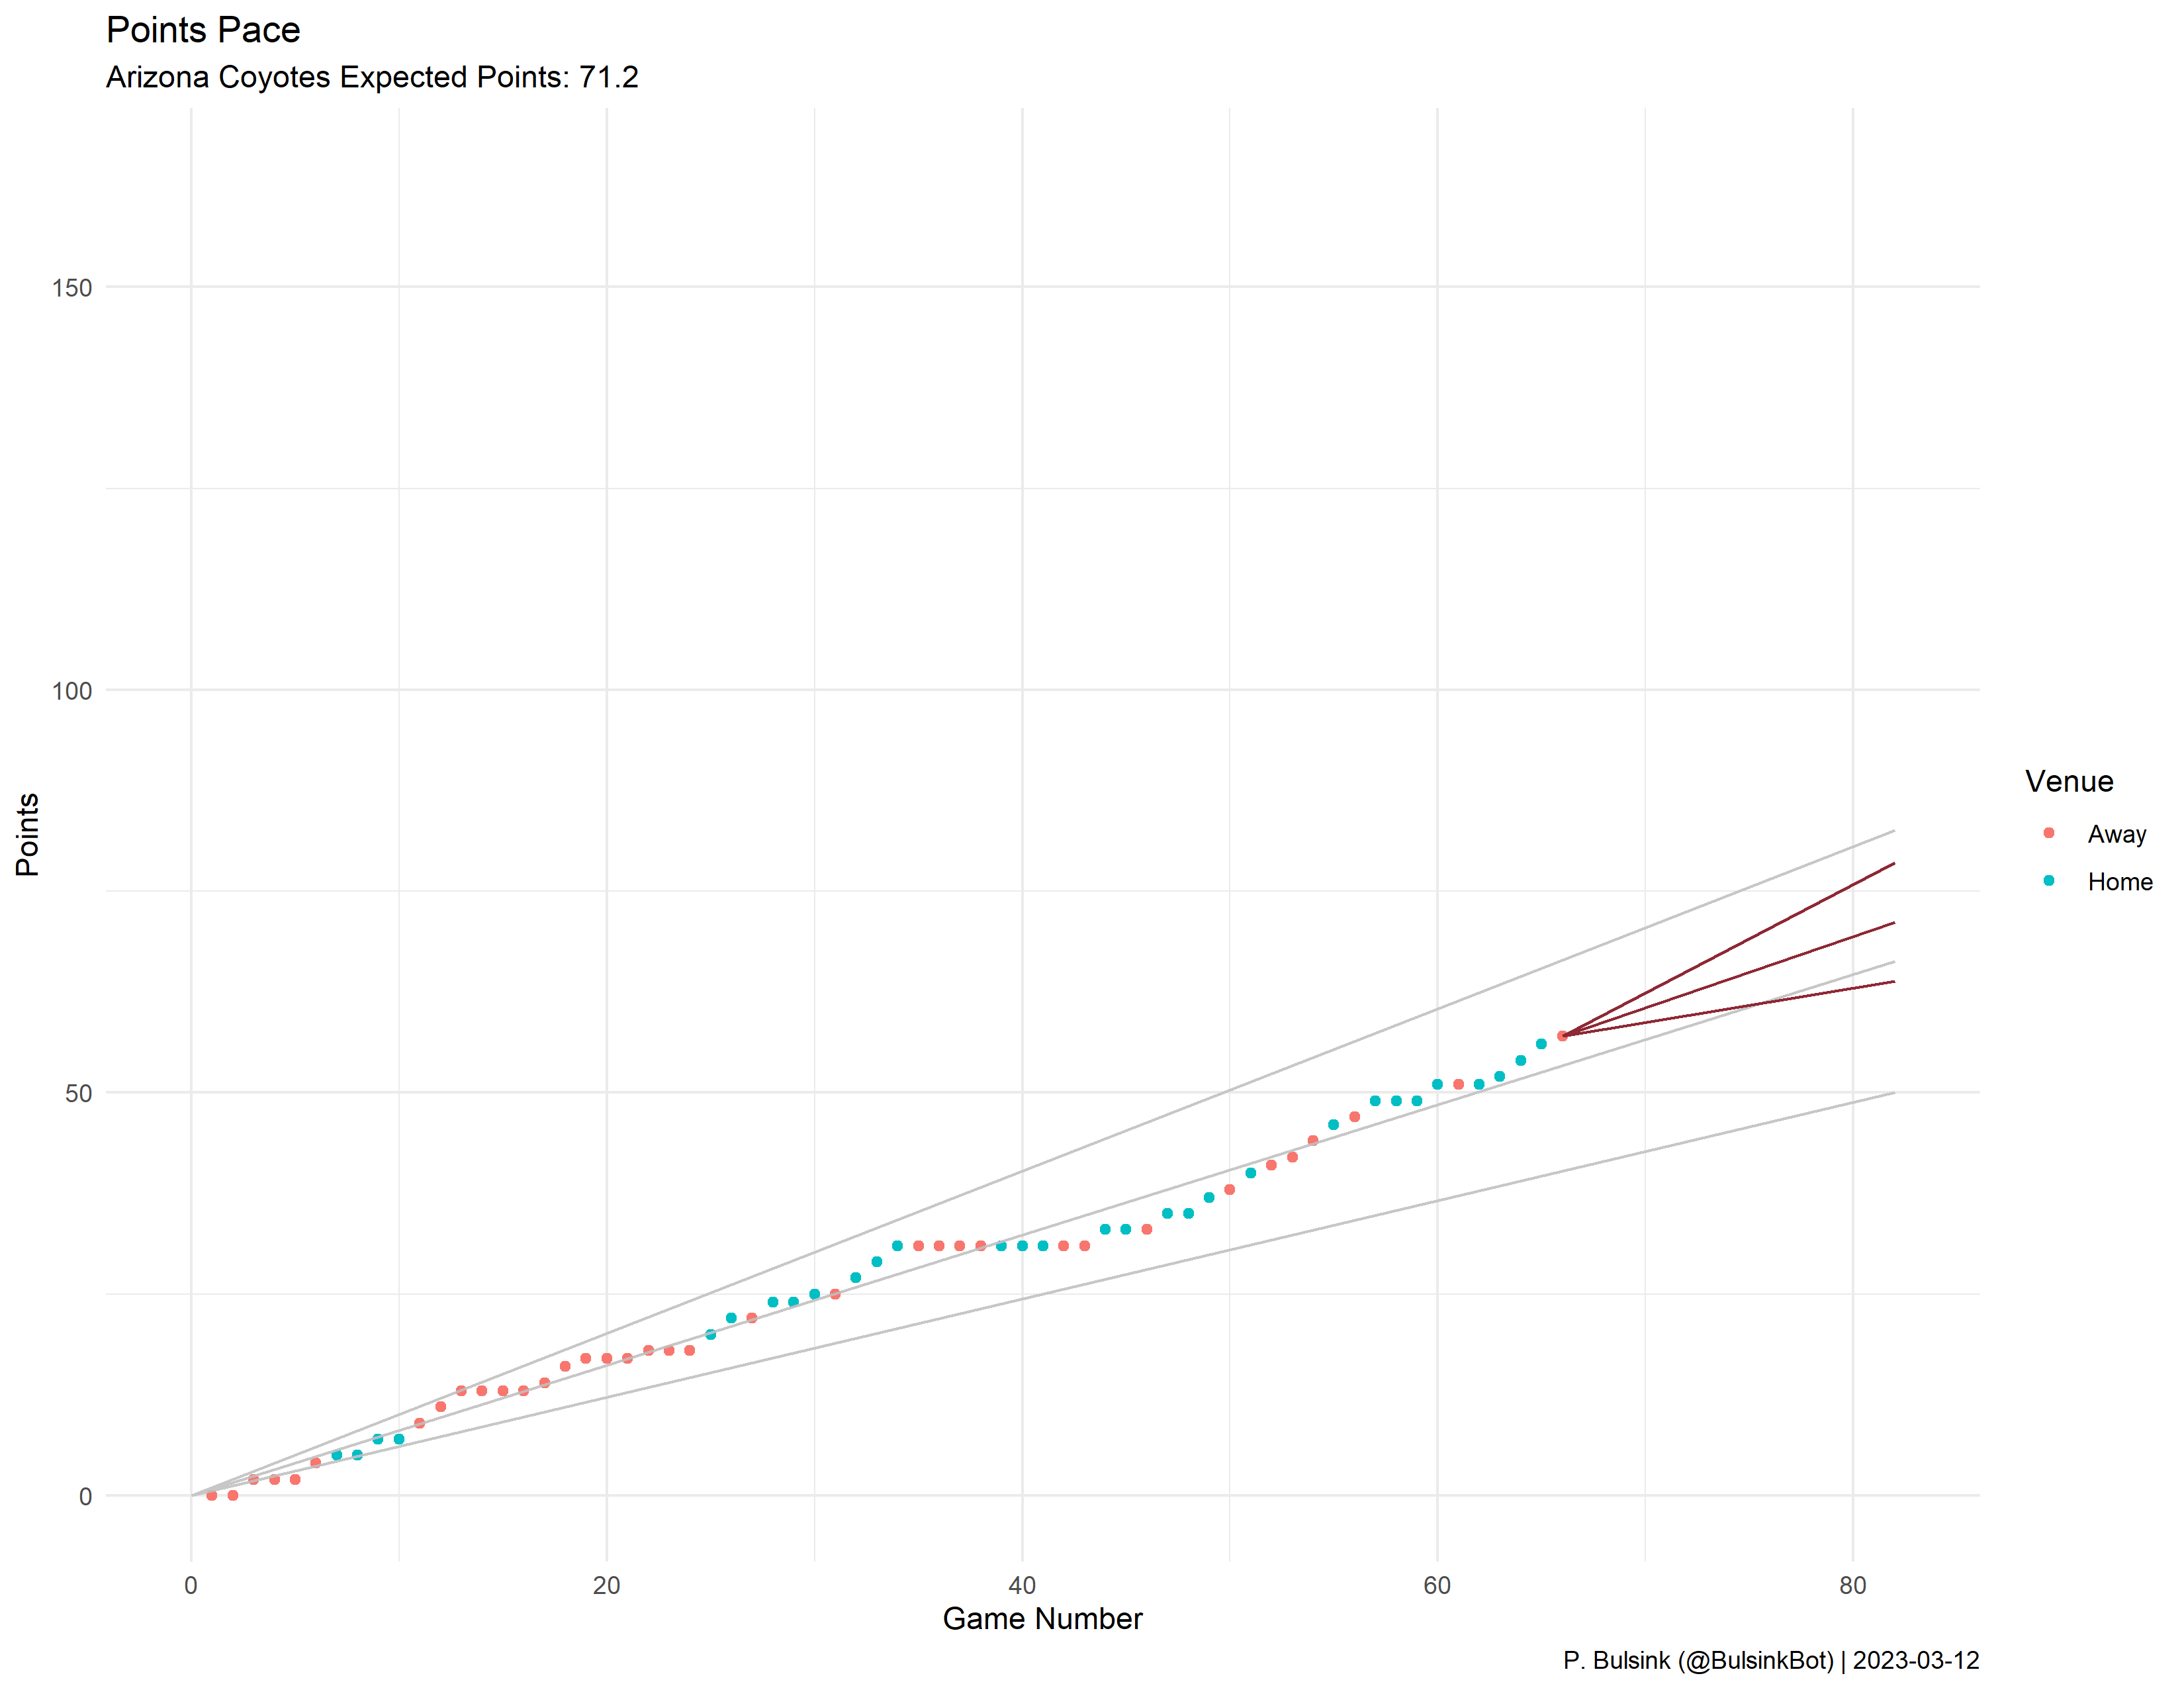 Points Pace
Arizona Coyotes Expected Points: 71.2
150
100
50
0
Points
0 20 40 60 80
Game Number
Venue
Away
Home
P. Bulsink (@BulsinkBot) | 2023-03-12